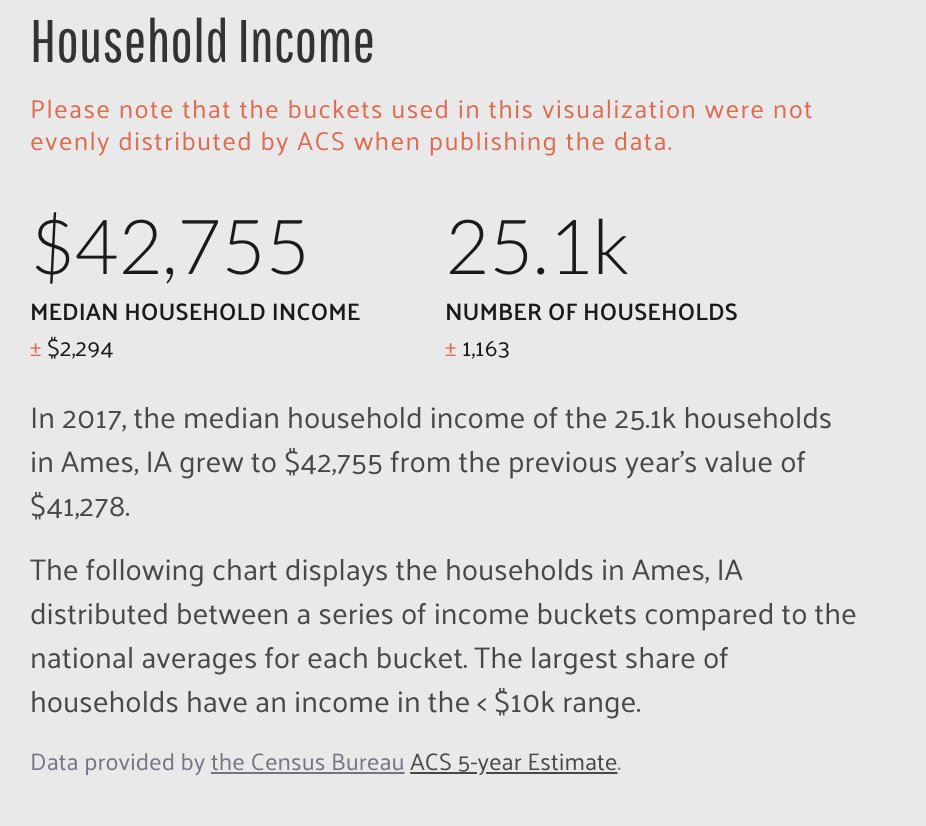 Household Income
Please note that the buckets used in this visualization were not
evenly distributed by ACS when publishing the data.
$42,755 25.1k
MEDIAN HOUSEHOLD INCOME NUMBER OF HOUSEHOLDS
± $2,294 ± 1,163
In 2017, the median household income of the 25.1k households
in Ames, IA grew to $42,755 from the previous year’s value of
$41,278.
The following chart displays the households in Ames, IA
distributed between a series of income buckets compared to the
national averages for each bucket. The largest share of
households have an income in the < $10k range.
Data provided by the Census Bureau ACS 5-year Estimate.